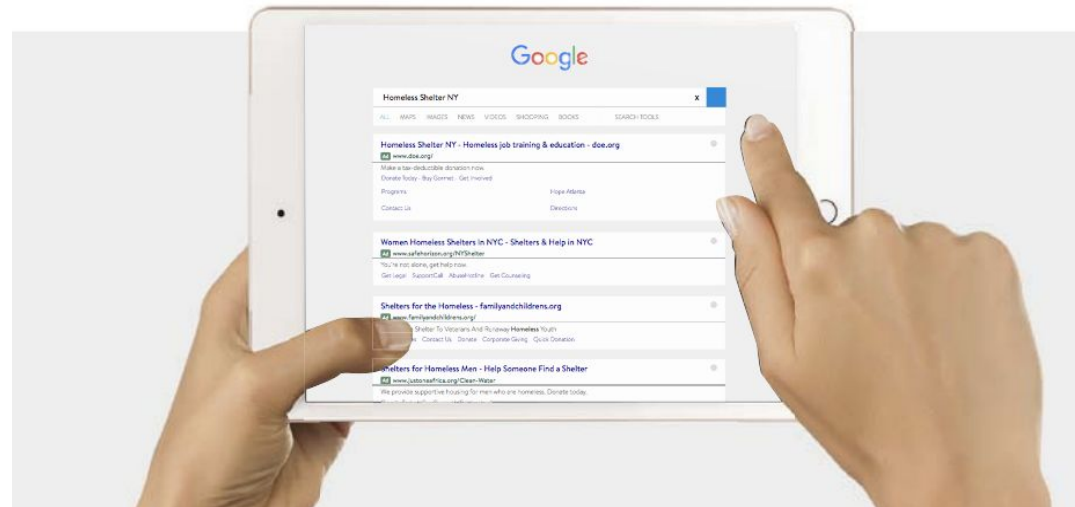 Google
Homeless Shelter NY x
ALL MAPS IMAGES NEWS VIDEOS SHOPPING BOOKS SEARCH TOOLS
Homeless Shelter NY - Homeless job training & education - doe.org
Ad www.doe.org/
Make a tax-deductible donation now.
Donate Today - Buy Gormet - Get Involved
Programs Hope Atlanta
Contact Us Directions
Women Homeless Shelters in NYC - Shelters & Help in NYC
Ad www.safehorizon.org/NYShelter
You're not alone, get help now.
Get Legal SupportCall AbuseHotline Get Counseling
Shelters for the Homeless - familyandchildrens.org
Ad www.familyandchildrens.org/
Shelter To Veterans And Runaway Homeless Youth
Contact Us Donate Corporate Giving Quick Donation
Shelters for Homeless Men - Help Someone Find a Shelter
Ad www.justoneafrica.org/Clean-Water
We provide supportive housing for men who are homeless. Donate today.